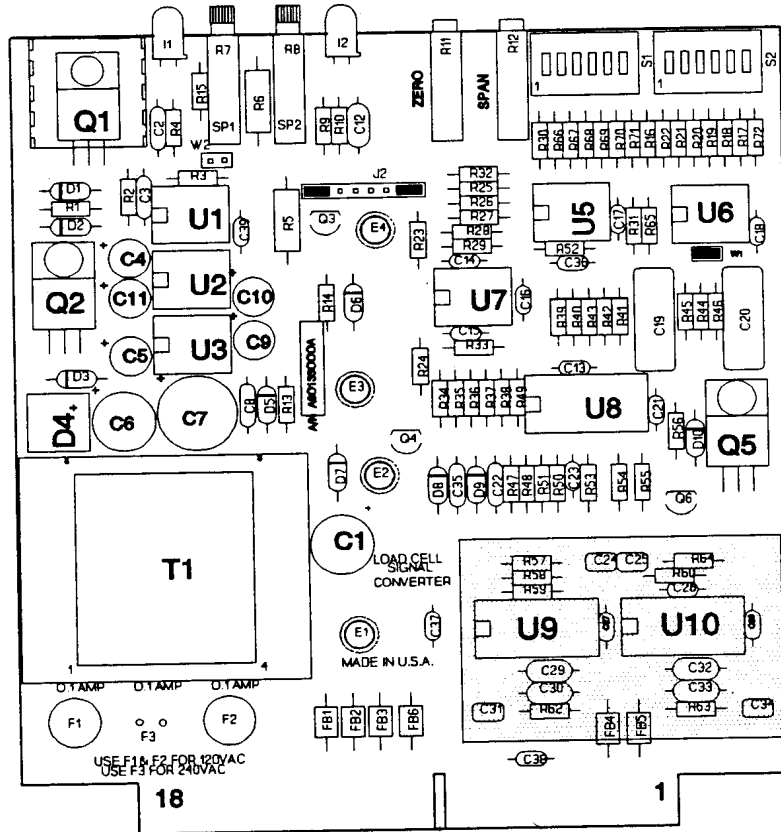 I1
R7
R8
I2
R11
R12
S1
S2
1
1
Q1
R15
R6
ZERO
SPAN
C2
R4
SP1
SP2
R9
R10
C12
R30
R66
R67
R68
R69
R70
R71
R16
R22
R21
R20
R19
R18
R17
R72
W2
R3
J2
R32
R25
R26
R27
R28
R29
D1
R1
D2
R2
C3
U1
C39
R5
Q3
E4
R23
U5
C17
R31
R65
U6
C18
R52
C36
W1
C14
C4
U2
Q2
C11
C10
R14
D6
U7
C16
R39
R40
R43
R42
R41
C19
R45
R44
R46
C20
C5
U3
C9
C15
R33
R24
C13
D3
D4
C6
C7
C8
D5
R13
E3
R34
R35
R36
R37
R38
R49
U8
C21
R56
D10
Q5
Q4
D7
E2
D8
C35
D9
C22
R47
R48
R51
R50
C23
R53
R54
R55
Q6
T1
C1
LOAD CELL
SIGNAL
CONVERTER
R57
R58
R59
C24
C25
R64
R60
C26
U9
U10
E1
C37
MADE IN U.S.A.
1
4
C29
C30
R62
C31
C32
C33
R63
0.1AMP
0.1AMP
0.1AMP
F1
F3
F2
FB1
FB2
FB3
FB6
FB4
FB5
USE F1 & F2 FOR 120VAC
USE F3 FOR 240VAC
C38
18
1